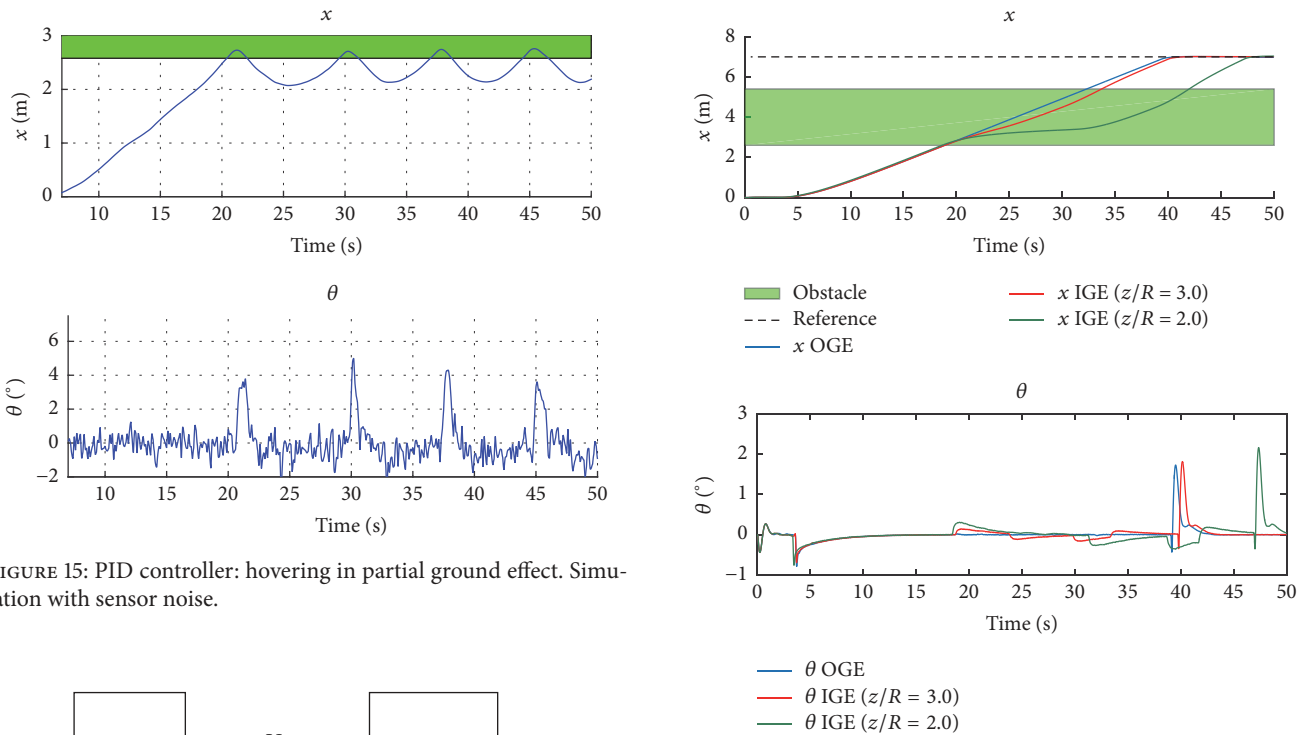 x
3
2
1
0
x (m)
10 15 20 25 30 35 40 45 50
Time (s)
θ
6
4
2
0
−2
θ (°)
10 15 20 25 30 35 40 45 50
Time (s)
IGURE 15: PID controller: hovering in partial ground effect. Simu-
ation with sensor noise.
x
8
6
4
2
0
x (m)
0 5 10 15 20 25 30 35 40 45 50
Time (s)
Obstacle
Reference
x OGE
x IGE (z/R = 3.0)
x IGE (z/R = 2.0)
θ
3
2
1
0
−1
θ (°)
0 5 10 15 20 25 30 35 40 45 50
Time (s)
θ OGE
θ IGE (z/R = 3.0)
θ IGE (z/R = 2.0)